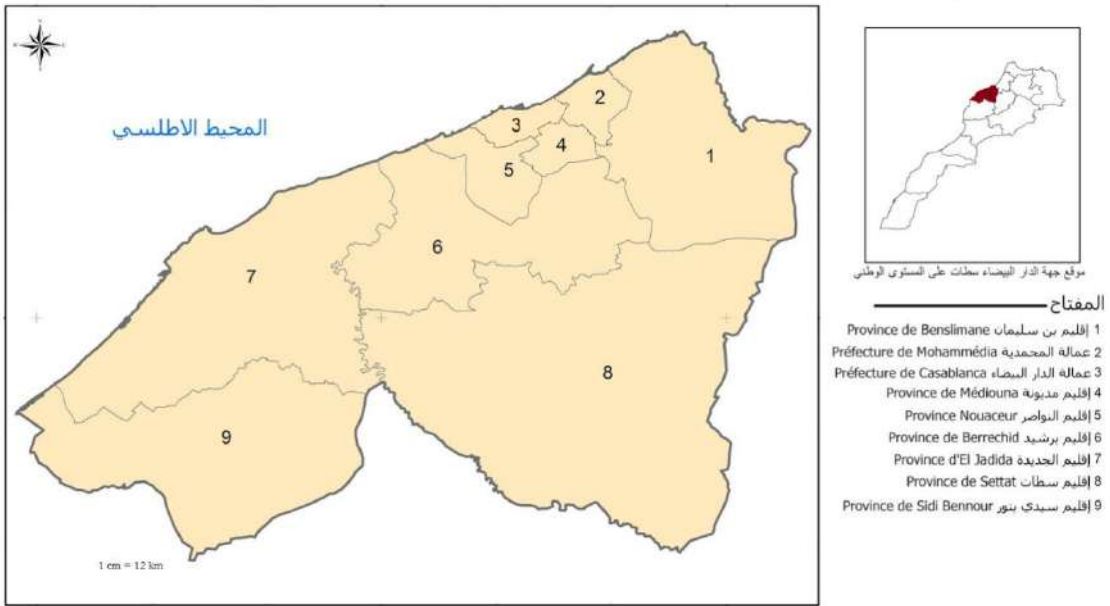 المحيط الاطلسي
1
2
3
4
5
6
7
8
9
1 cm = 12 km
موقع جهة الدار البيضاء سطات على المستوى الوطني
المفتاح
1 إقليم بن سليمان Province de Benslimane
2 عمالة المحمدية Préfecture de Mohammédia
3 عمالة الدار البيضاء Préfecture de Casablanca
4 إقليم مديونة Province de Médiouna
5 إقليم النواصر Province Nouaceur
6 إقليم برشيد Province de Berrechid
7 إقليم الجديدة Province d'El Jadida
8 إقليم سطات Province de Settat
9 إقليم سيدي بنور Province de Sidi Bennour